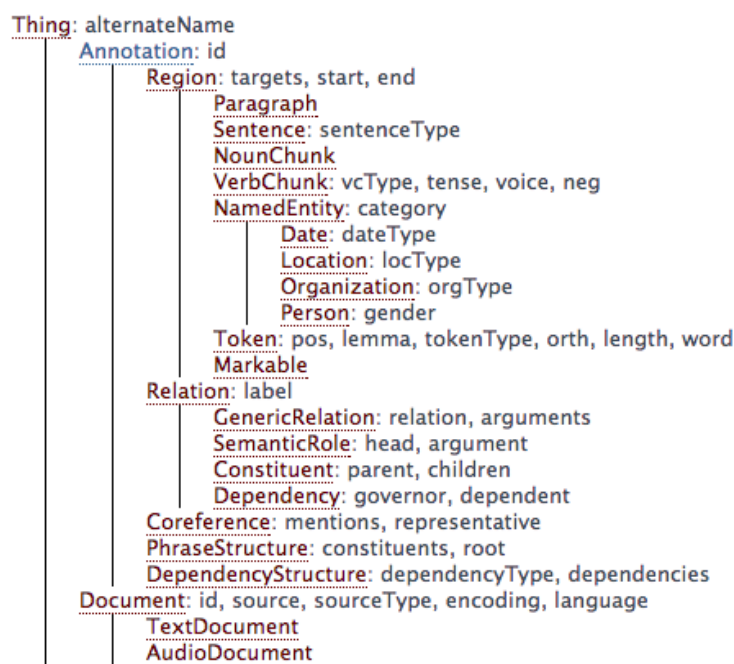 Thing: alternateName
Annotation: id
Region: targets, start, end
Paragraph
Sentence: sentenceType
NounChunk
VerbChunk: vcType, tense, voice, neg
NamedEntity: category
Date: dateType
Location: locType
Organization: orgType
Person: gender
Token: pos, lemma, tokenType, orth, length, word
Markable
Relation: label
GenericRelation: relation, arguments
SemanticRole: head, argument
Constituent: parent, children
Dependency: governor, dependent
Coreference: mentions, representative
PhraseStructure: constituents, root
DependencyStructure: dependencyType, dependencies
Document: id, source, sourceType, encoding, language
TextDocument
AudioDocument